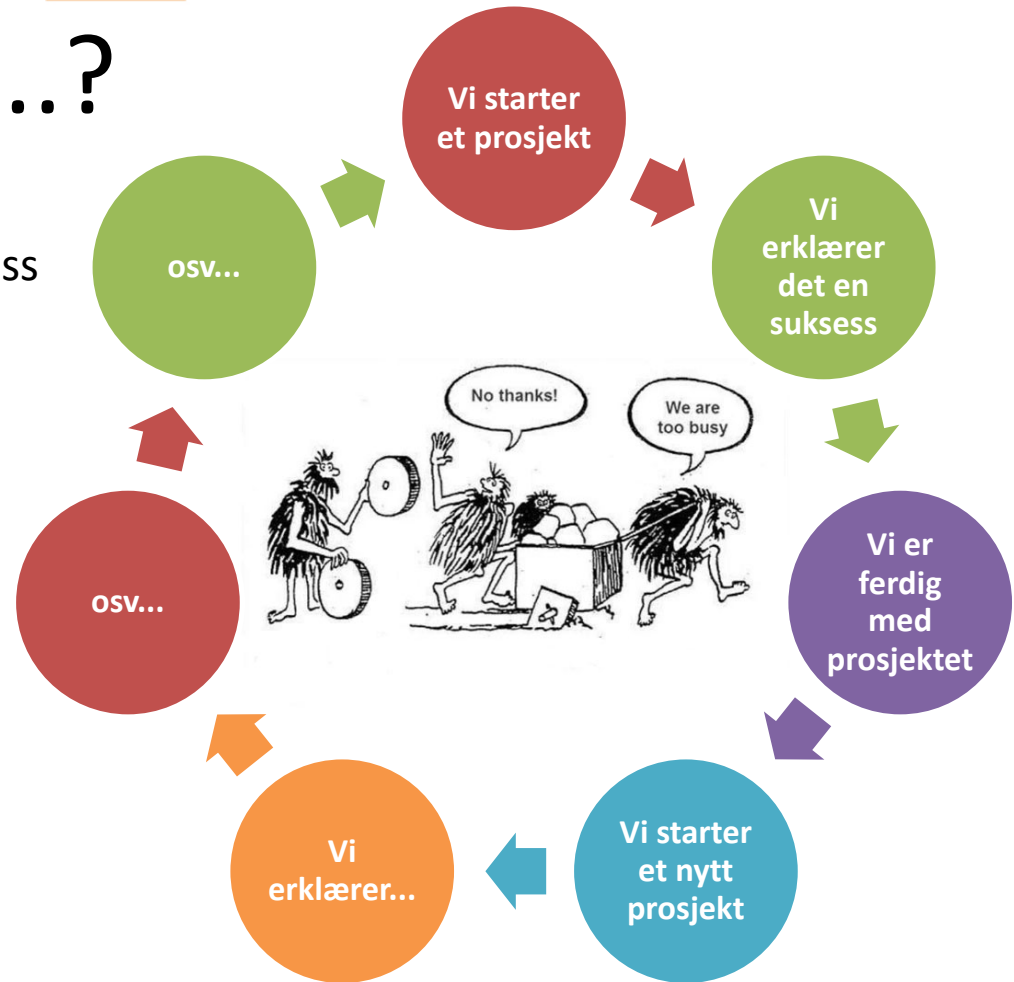 ...?
ss
Vi starter
et prosjekt
Vi
erklærer
det en
suksess
Vi er
ferdig
med
prosjektet
Vi starter
et nytt
prosjekt
Vi
erklærer...
osv...
osv...
No thanks!
We are
too busy